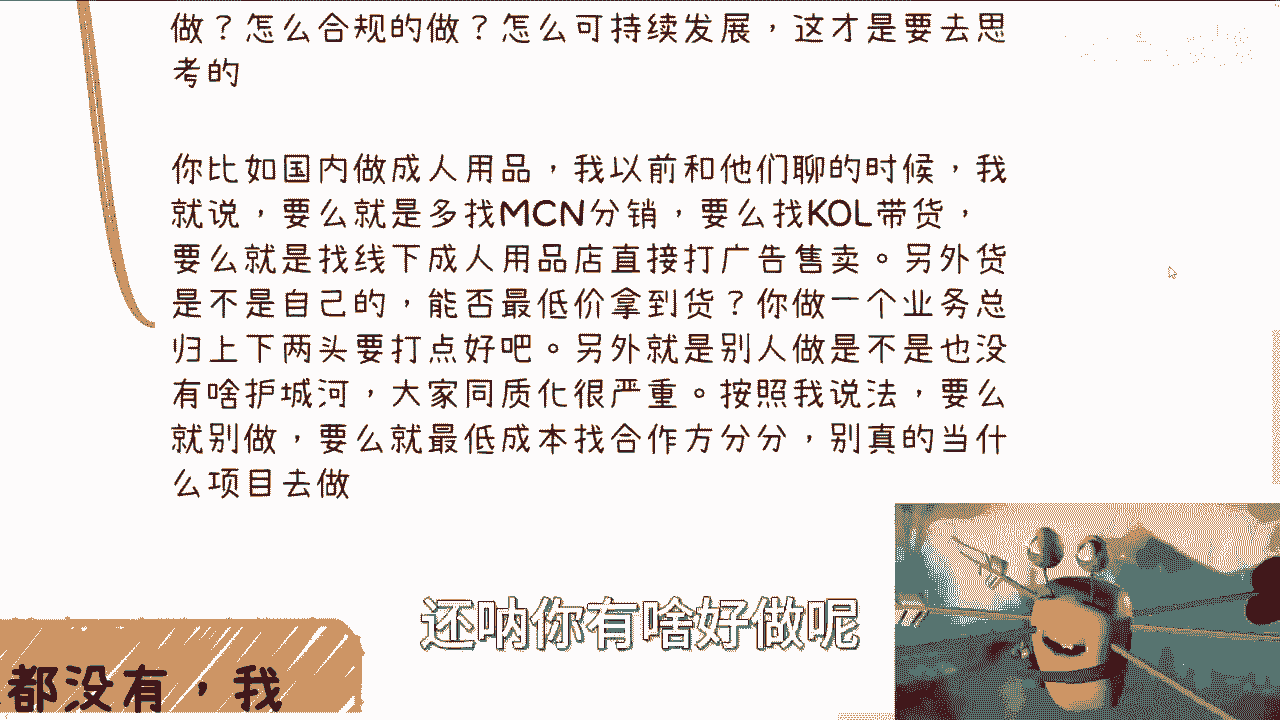 做？怎么合规的做？怎么可持续发展，这才是要去思
考的
你比如国内做成人用品，我以前和他们聊的时候，我
就说，要么就是多找MCN分销，要么找KOL带货，
要么就是找线下成人用品店直接打广告售卖。另外货
是不是自己的，能否最低价拿到货？你做一个业务总
归上下两头要打点好吧。另外就是别人做是不是也没
有啥护城河，大家同质化很严重。按照我说法，要么
就别做，要么就最低成本找合作方分分，别真的当什
么项目去做
还呐你有啥好做呢
都没有，我